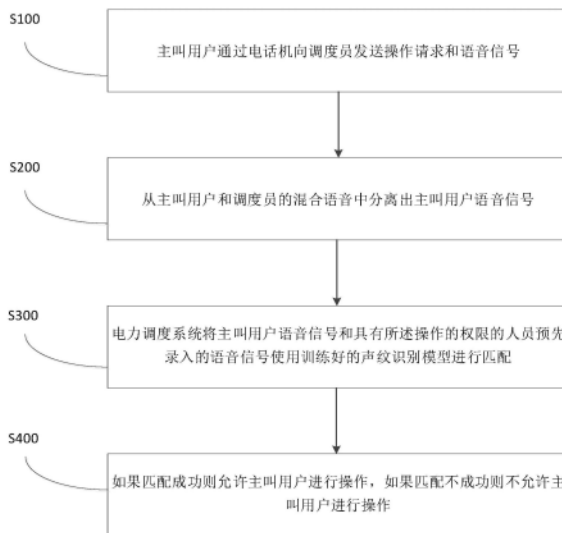 S100
主叫用户通过电话机向调度员发送操作请求和语音信号
S200
从主叫用户和调度员的混合语音中分离出主叫用户语音信号
S300
电力调度系统将主叫用户语音信号和具有所述操作的权限的人员预先
录入的语音信号使用训练好的声纹识别模型进行匹配
S400
如果匹配成功则允许主叫用户进行操作，如果匹配不成功则不允许主
叫用户进行操作